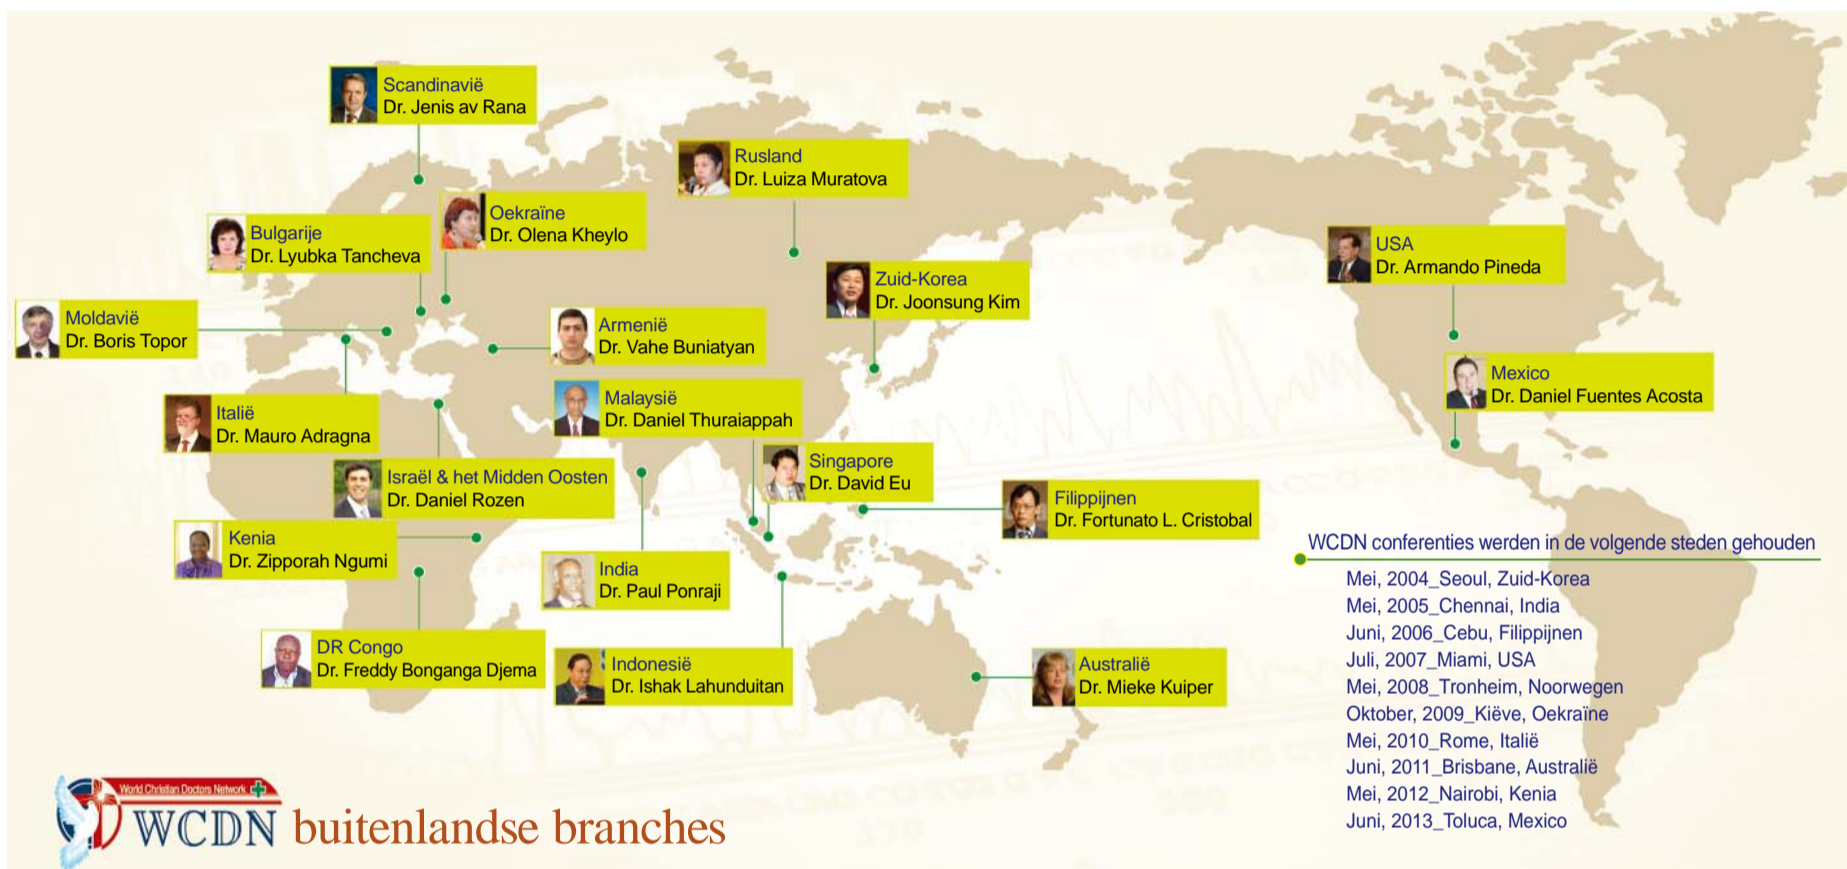 Scandinavië
Dr. Jenis av Rana
Rusland
Dr. Luiza Muratova
Oekraïne
Dr. Olena Kheylo
Bulgarije
Dr. Lyubka Tancheva
USA
Dr. Armando Pineda
Zuid-Korea
Dr. Joonsung Kim
Moldavië
Dr. Boris Topor
Armenië
Dr. Vahe Buniatyan
Mexico
Dr. Daniel Fuentes Acosta
Malaysië
Dr. Daniel Thuraiappah
Italië
Dr. Mauro Adragna
Singapore
Dr. David Eu
Israël & het Midden Oosten
Dr. Daniel Rozen
Filippijnen
Dr. Fortunato L. Cristobal
Kenia
Dr. Zipporah Ngumi
India
Dr. Paul Ponraji
DR Congo
Dr. Freddy Bonganga Djema
Indonesië
Dr. Ishak Lahunduitan
Australië
Dr. Mieke Kuiper
WCDN conferenties werden in de volgende steden gehouden
Mei, 2004_Seoul, Zuid-Korea
Mei, 2005_Chennai, India
Juni, 2006_Cebu, Filippijnen
Juli, 2007_Miami, USA
Mei, 2008_Tronheim, Noorwegen
Oktober, 2009_Kiëve, Oekraïne
Mei, 2010_Rome, Italië
Juni, 2011_Brisbane, Australië
Mei, 2012_Nairobi, Kenia
Juni, 2013_Toluca, Mexico
World Christian Doctors Network
WCDN buitenlandse branches